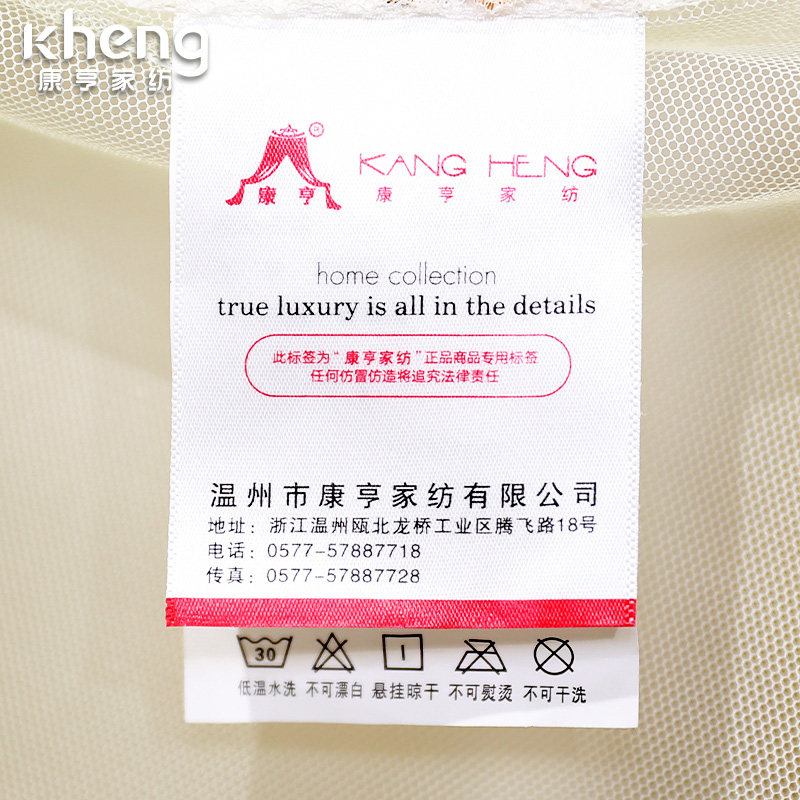 kheng
康亨家纺
®
康亨
KANG HENG
康亨家纺
home collection
true luxury is all in the details
此标签为“康亨家纺”正品商品专用标签
任何仿冒仿造将追究法律责任
温州市康亨家纺有限公司
地址：浙江温州瓯北龙桥工业区腾飞路18号
电话：0577-57887718
传真：0577-57887728
30
低温水洗 不可漂白 悬挂晾干 不可熨烫 不可干洗